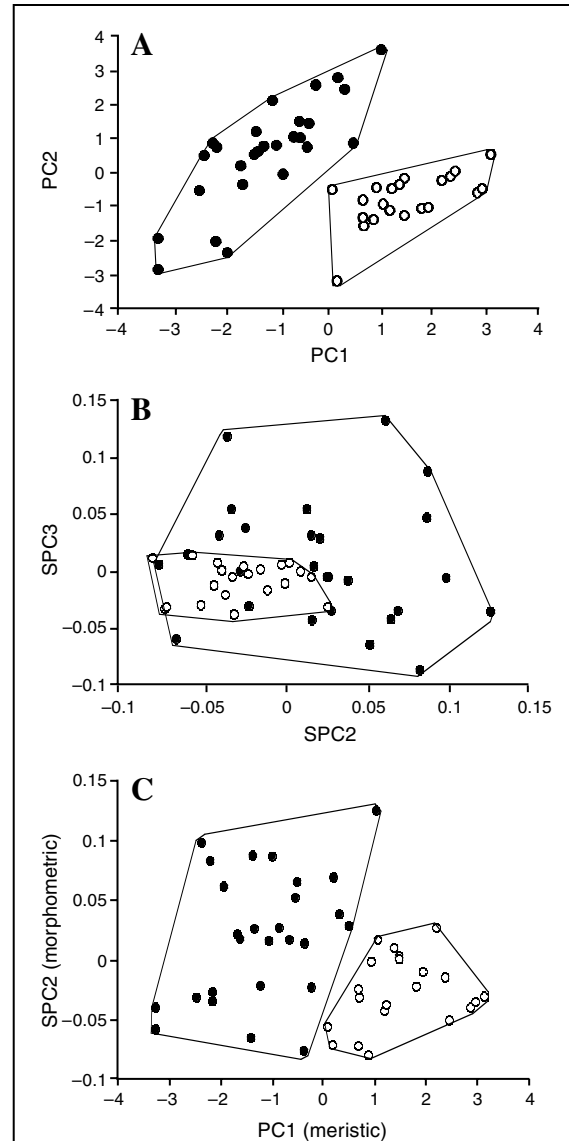 A
4
3
2
1
0
−1
−2
−3
−4
PC2
−4 −3 −2 −1 0 1 2 3 4
PC1
B
0.15
0.1
0.05
0
−0.05
−0.1
SPC3
−0.1 −0.05 0 0.05 0.1 0.15
SPC2
C
0.15
0.1
0.05
0
−0.05
−0.1
SPC2 (morphometric)
−4 −3 −2 −1 0 1 2 3 4
PC1 (meristic)